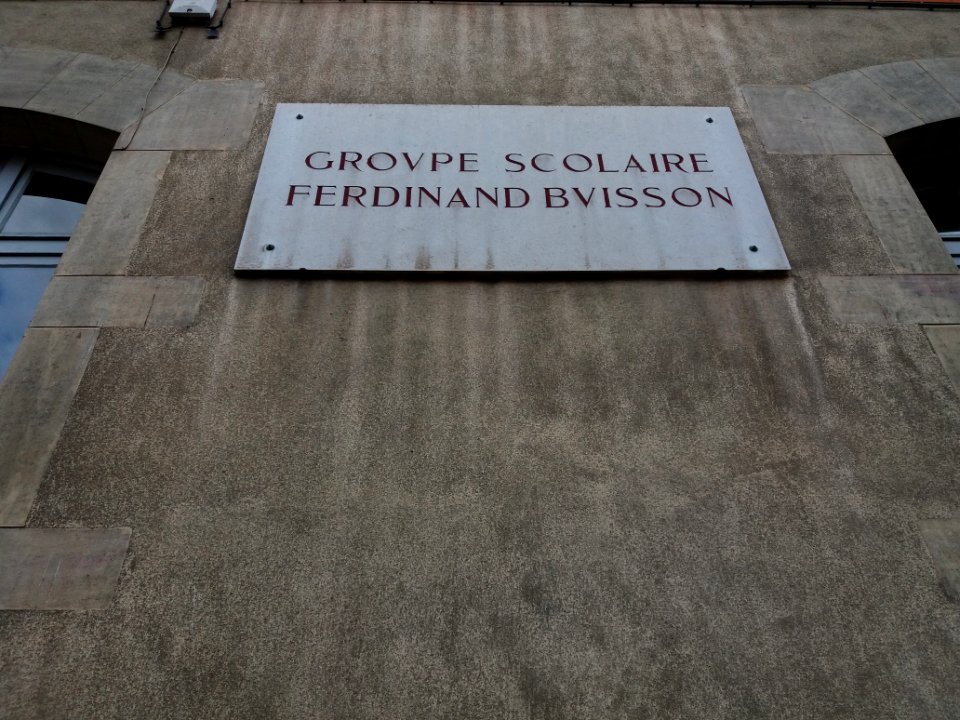 GROVPE SCOLAIRE
FERDINAND BVISSON